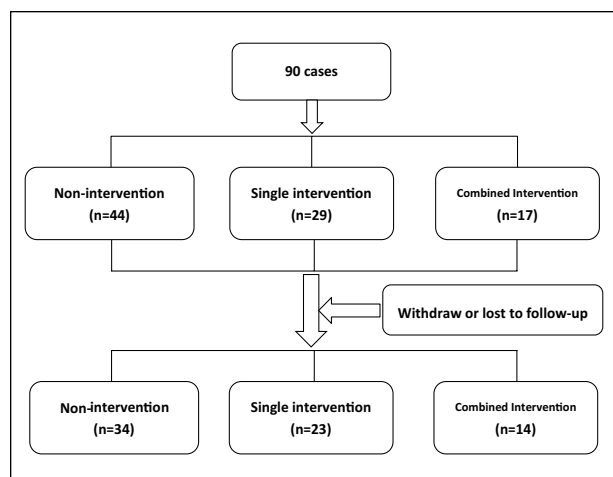 90 cases
Non-intervention
(n=44)
Single intervention
(n=29)
Combined Intervention
(n=17)
Withdraw or lost to follow-up
Non-intervention
(n=34)
Single intervention
(n=23)
Combined Intervention
(n=14)